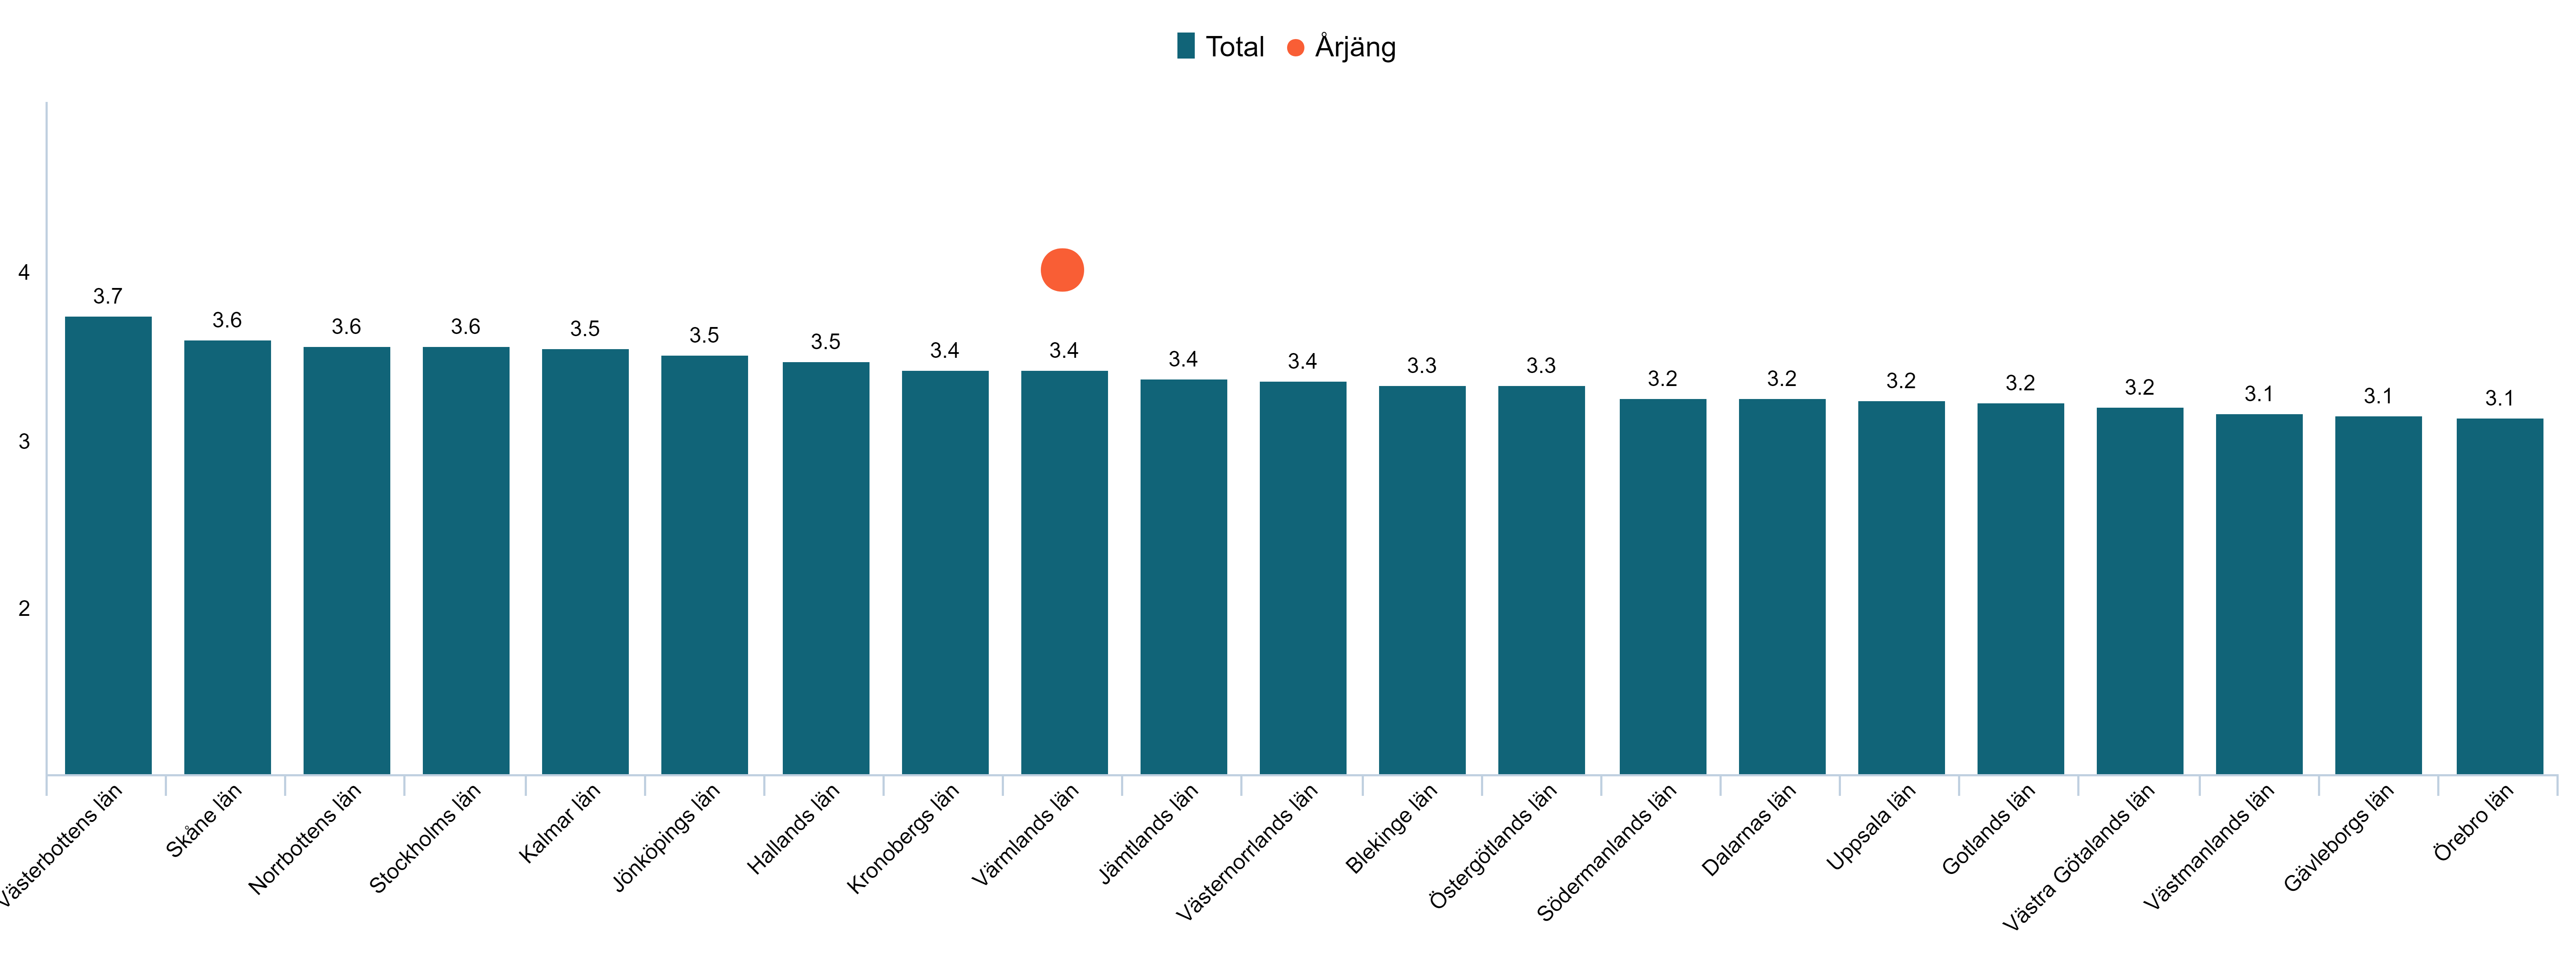 Total Årjäng
4
3
2
3.7 3.6 3.6 3.6 3.5 3.5 3.5 3.4 3.4 3.4 3.4 3.3 3.3 3.2 3.2 3.2 3.2 3.2 3.1 3.1 3.1
Västerbottens län
Skåne län
Norrbottens län
Stockholms län
Kalmar län
Jönköpings län
Hallands län
Kronobergs län
Värmlands län
Jämtlands län
Västernorrlands län
Blekinge län
Östergötlands län
Södermanlands län
Dalarnas län
Uppsala län
Gotlands län
Västra Götalands län
Västmanlands län
Gävleborgs län
Örebro län